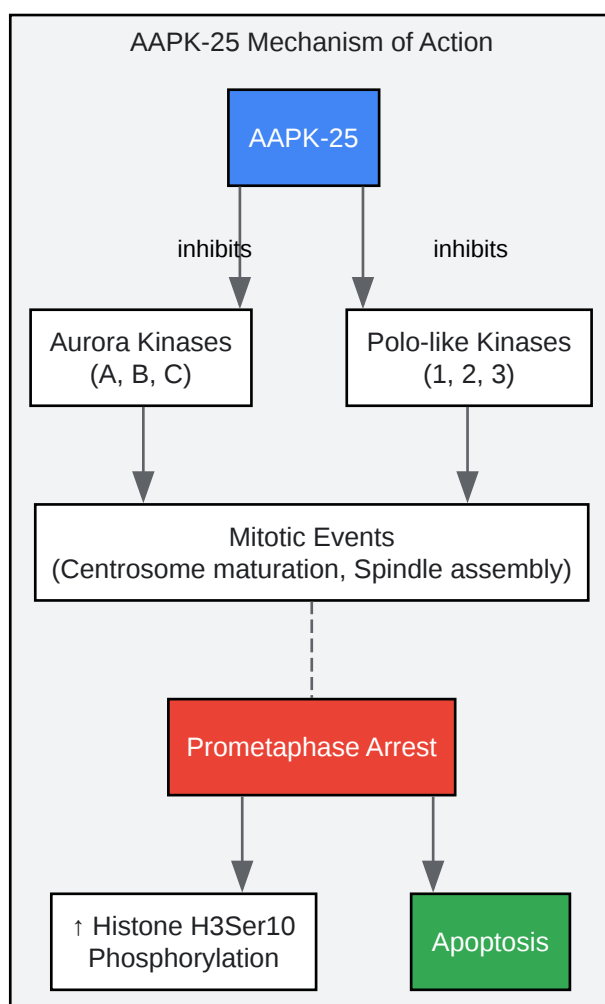 AAPK-25 Mechanism of Action
AAPK-25
inhibits
inhibits
Aurora Kinases
(A, B, C)
Polo-like Kinases
(1, 2, 3)
Mitotic Events
(Centrosome maturation, Spindle assembly)
Prometaphase Arrest
↑ Histone H3Ser10
Phosphorylation
Apoptosis